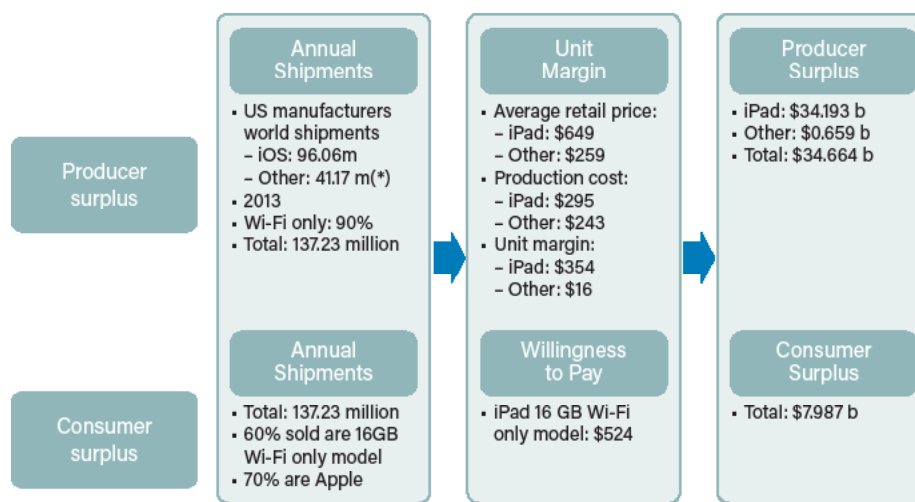 Annual
Shipments
Unit
Margin
Producer
Surplus
Producer
surplus
▪ US manufacturers
world shipments
– iOS: 96.06m
– Other: 41.17 m(*)
▪ 2013
▪ Wi-Fi only: 90%
▪ Total: 137.23 million
▪ Average retail price:
– iPad: $649
– Other: $259
▪ Production cost:
– iPad: $295
– Other: $243
▪ Unit margin:
– iPad: $354
– Other: $16
▪ iPad: $34.193 b
▪ Other: $0.659 b
▪ Total: $34.664 b
Annual
Shipments
Willingness
to Pay
Consumer
Surplus
Consumer
surplus
▪ Total: 137.23 million
▪ 60% sold are 16GB
Wi-Fi only model
▪ 70% are Apple
▪ iPad 16 GB Wi-Fi
only model: $524
▪ Total: $7.987 b